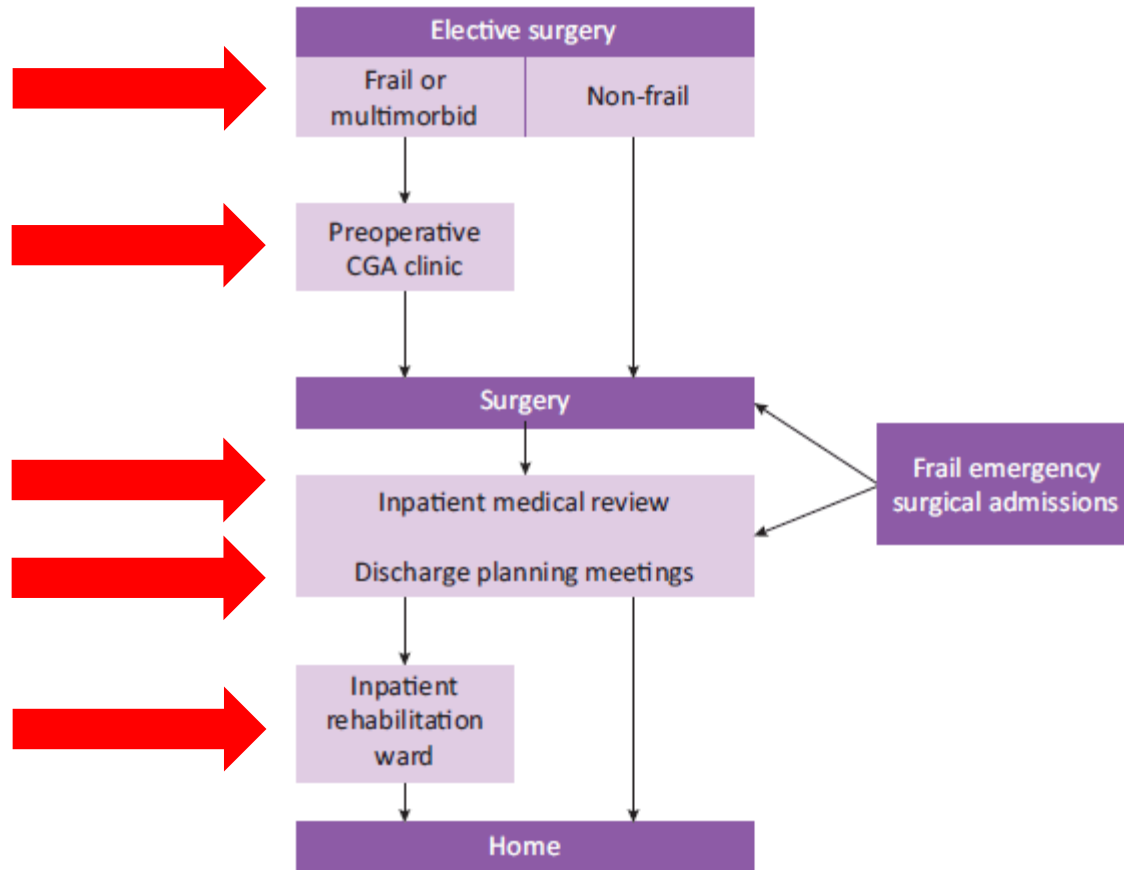 Elective surgery
Frail or
multimorbid
Non-frail
Preoperative
CGA clinic
Surgery
Inpatient medical review
Discharge planning meetings
Frail emergency
surgical admissions
Inpatient
rehabilitation
ward
Home